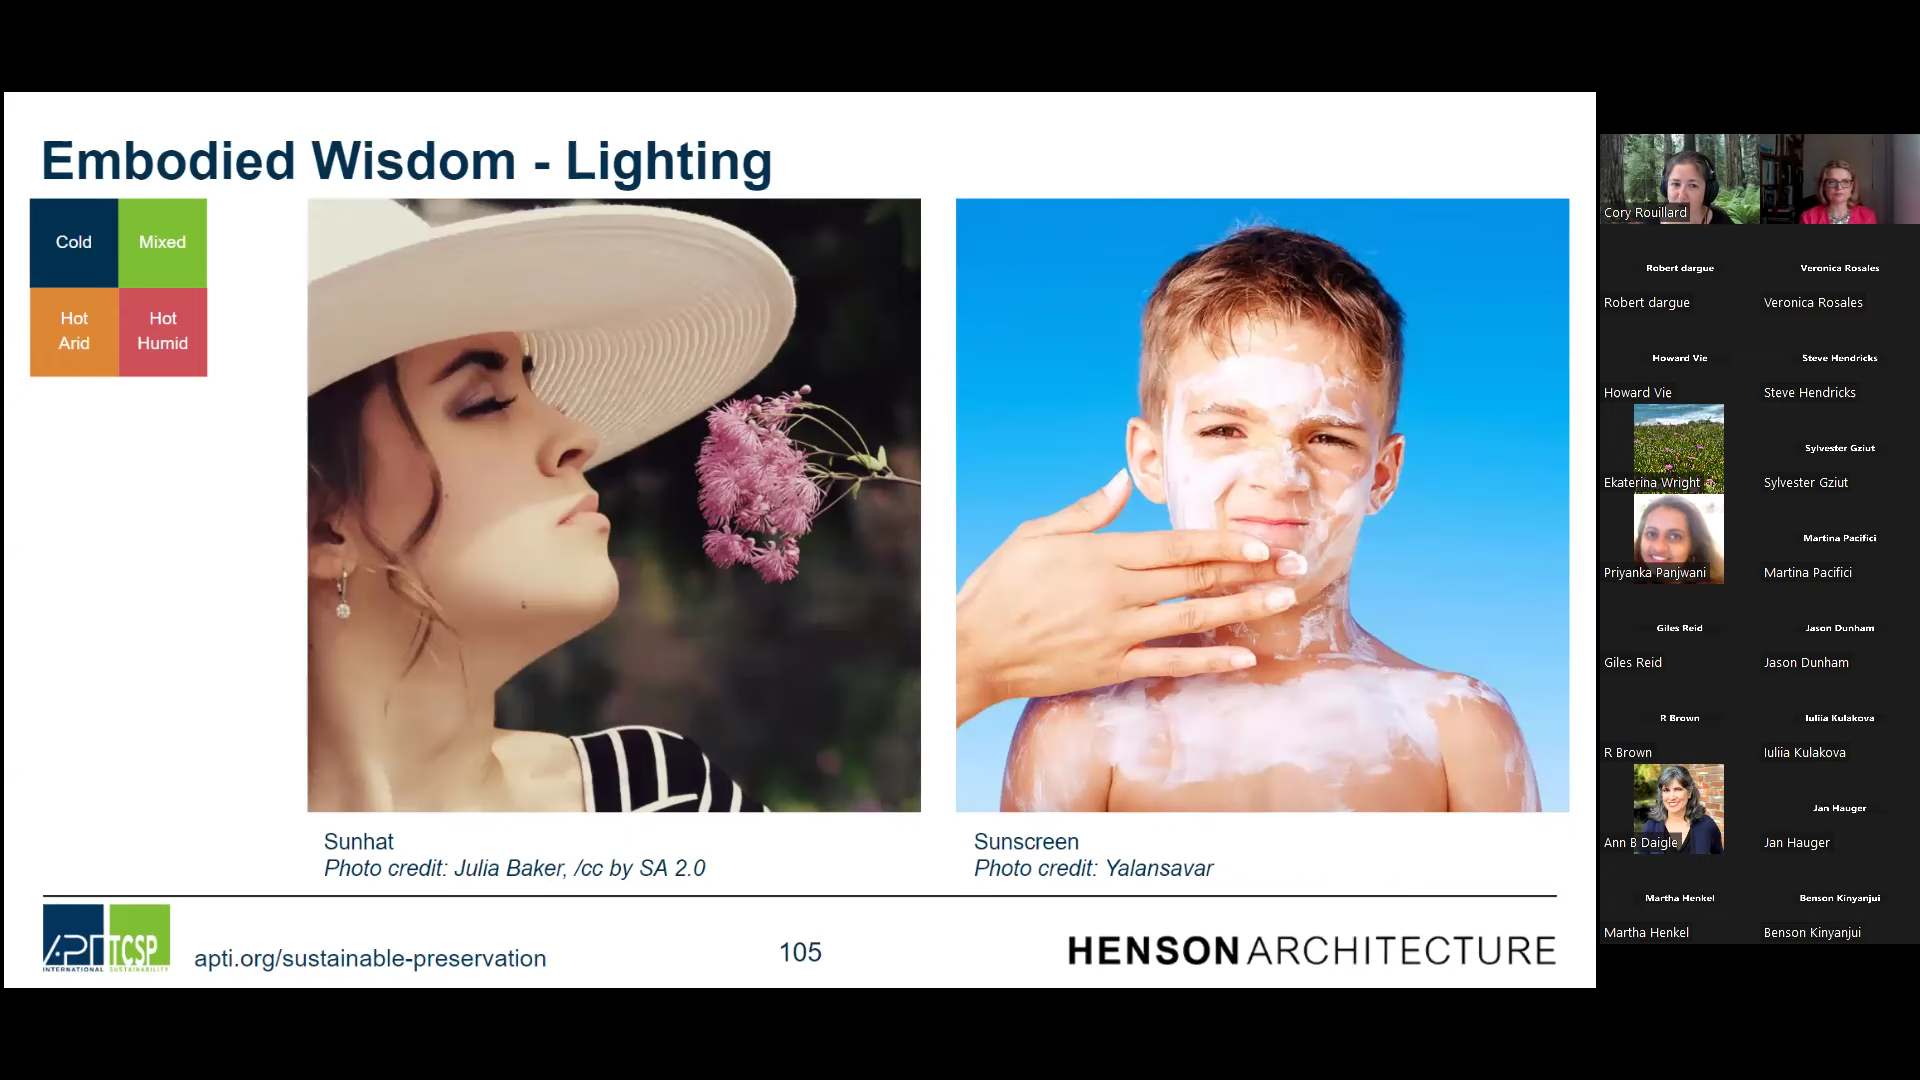 Embodied Wisdom - Lighting
Cold
Mixed
Hot
Arid
Hot
Humid
Sunhat
Photo credit: Julia Baker, /cc by SA 2.0
Sunscreen
Photo credit: Yalansavar
APT TCSP
INTERNATIONAL SUSTAINABILITY
apti.org/sustainable-preservation
105
HENSON ARCHITECTURE
Cory Rouillard
Robert dargue
Robert dargue
Veronica Rosales
Veronica Rosales
Howard Vie
Howard Vie
Steve Hendricks
Steve Hendricks
Ekaterina Wright
Sylvester Gziut
Sylvester Gziut
Priyanka Panjwani
Martina Pacifici
Martina Pacifici
Giles Reid
Giles Reid
Jason Dunham
Jason Dunham
R Brown
R Brown
Iuliia Kulakova
Iuliia Kulakova
Ann B Daigle
Jan Hauger
Jan Hauger
Martha Henkel
Martha Henkel
Benson Kinyanjui
Benson Kinyanjui